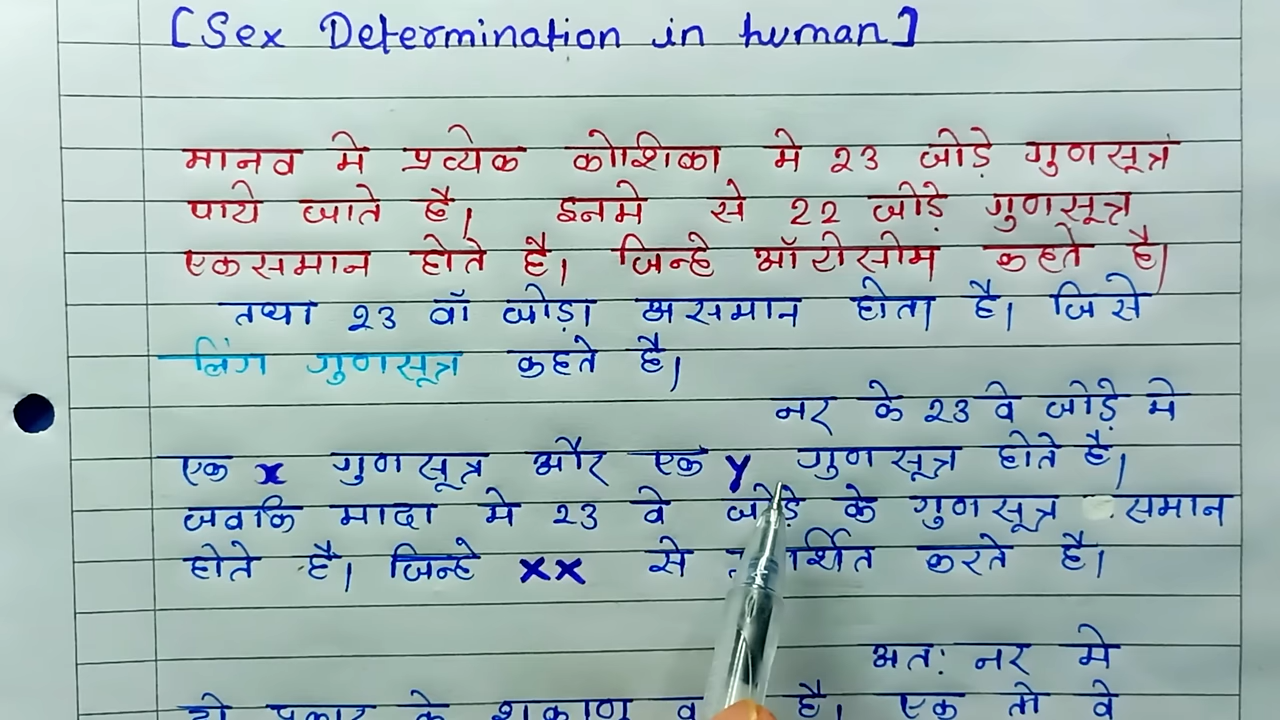 [Sex Determination in human]
मानव मे प्रत्येक कोशिका मे 23 जोड़े गुणसूत्र
पाये जाते है। इनमे से 22 जोड़े गुणसूत्र
एकसमान होते है। जिन्हे ऑटोसोम कहते है।
तथा 23 वॉ जोड़ा असमान होता है। जिसे
लिंग गुणसूत्र कहते है।
नर के 23 वे जोड़े मे
एक X गुणसूत्र और एक Y गुणसूत्र होते है।
जबकि मादा मे 23 वे जोड़े के गुणसूत्र समान
होते है। जिन्हे XX से करते है।
अतः नर मे
है। एक तो वे